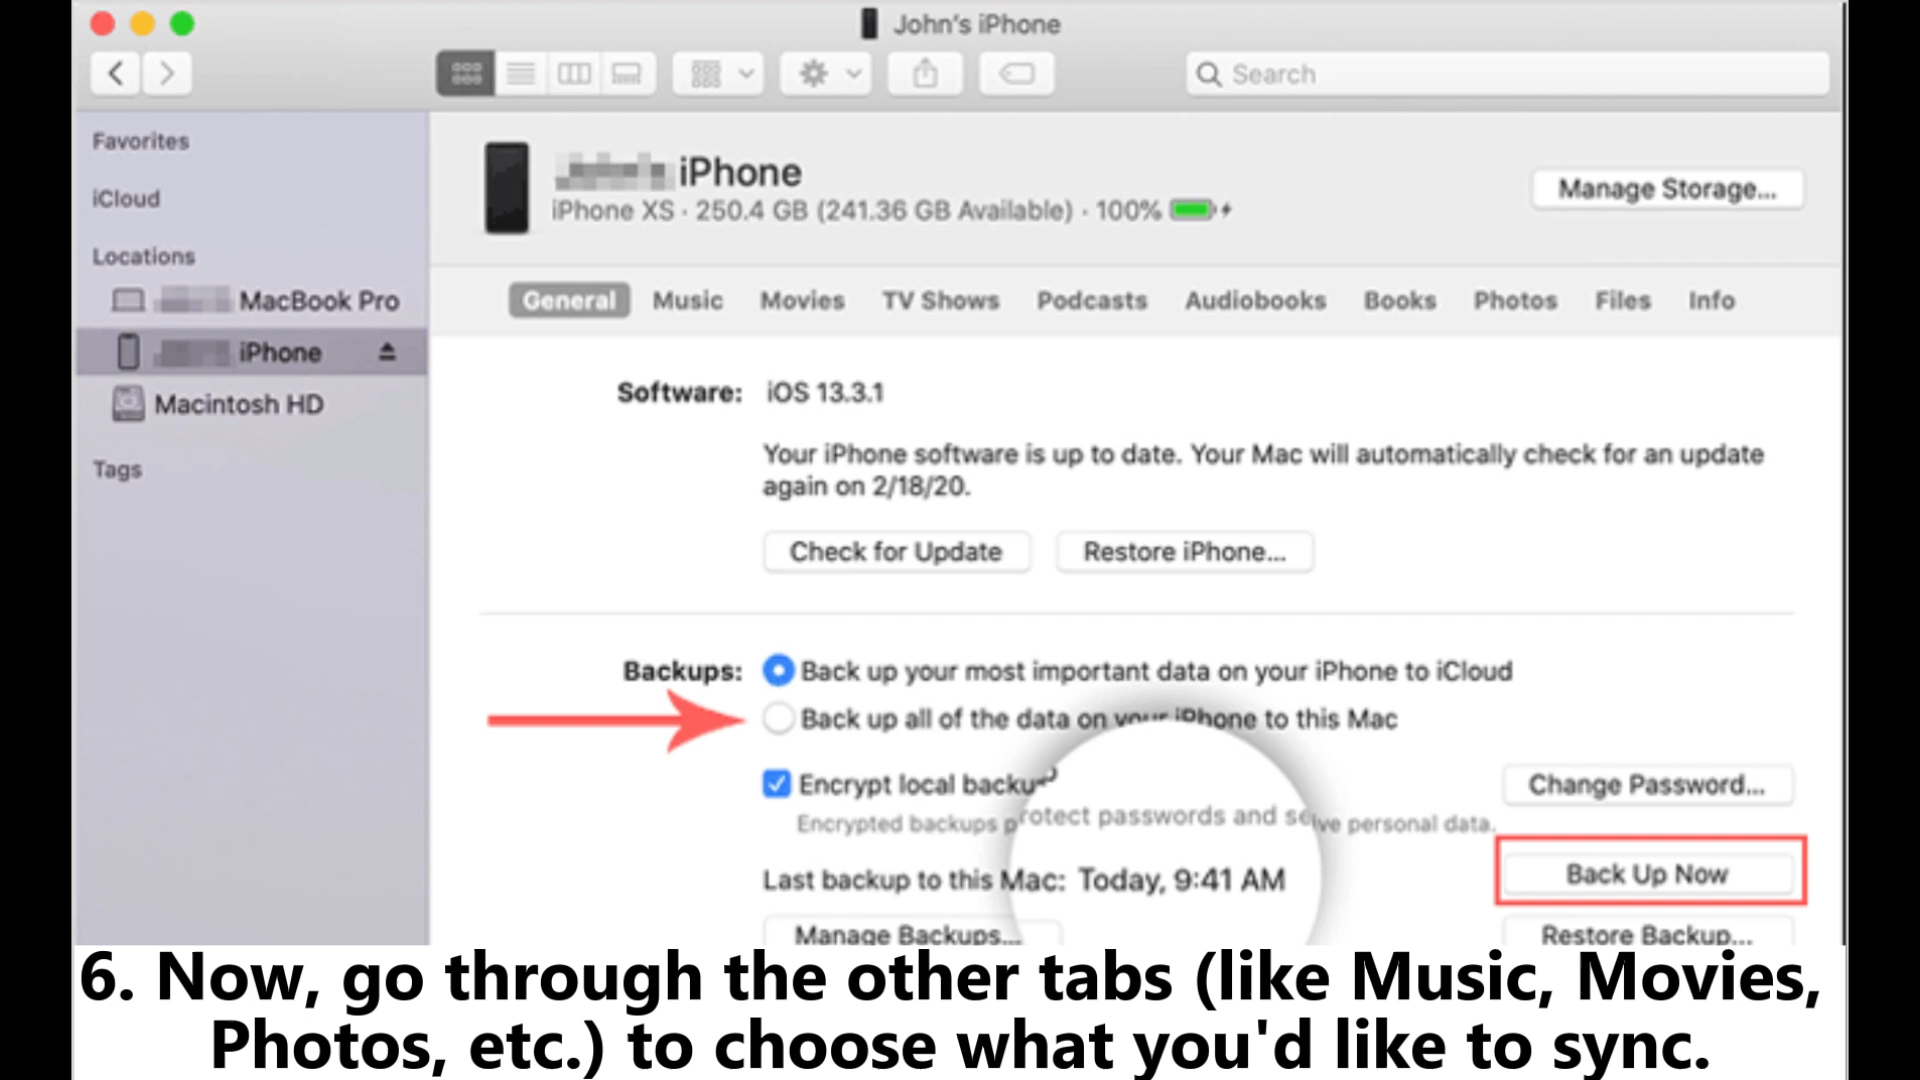 John's iPhone
Search
Favorites
iCloud
Locations
MacBook Pro
iPhone
Macintosh HD
Tags
iPhone
iPhone XS · 250.4 GB (241.36 GB Available) · 100%
Manage Storage...
General Music Movies TV Shows Podcasts Audiobooks Books Photos Files Info
Software: iOS 13.3.1
Your iPhone software is up to date. Your Mac will automatically check for an update
again on 2/18/20.
Check for Update Restore iPhone...
Backups: Back up your most important data on your iPhone to iCloud
Back up all of the data on your iPhone to this Mac
Encrypt local backup Change Password...
Encrypted backups protect passwords and personal data.
Last backup to this Mac: Today, 9:41 AM Back Up Now
Manage Backups... Restore Backup...
6. Now, go through the other tabs (like Music, Movies,
Photos, etc.) to choose what you'd like to sync.